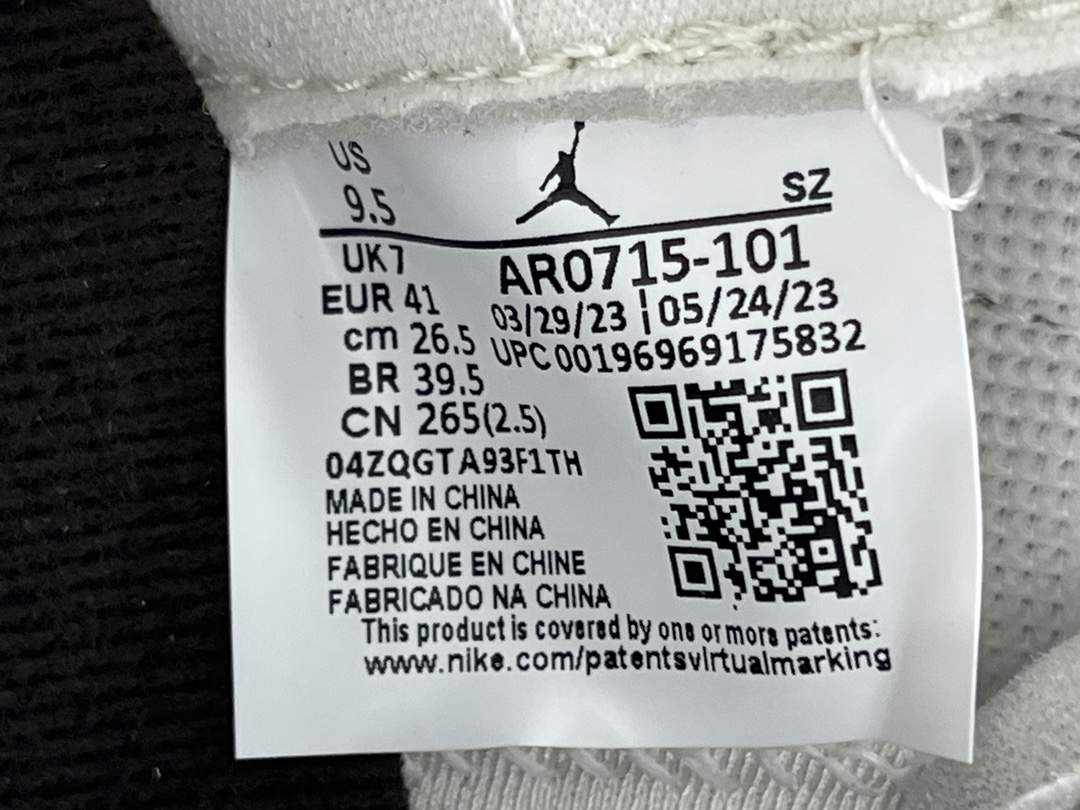 US
9.5
SZ
UK7
EUR 41
cm 26.5
BR 39.5
CN 265(2.5)
AR0715-101
03/29/23 | 05/24/23
UPC00196969175832
04ZQGTA93F1TH
MADE IN CHINA
HECHO EN CHINA
FABRIQUE EN CHINE
FABRICADO NA CHINA
This product is covered by one or more patents:
www.nike.com/patentsvirtualmarking